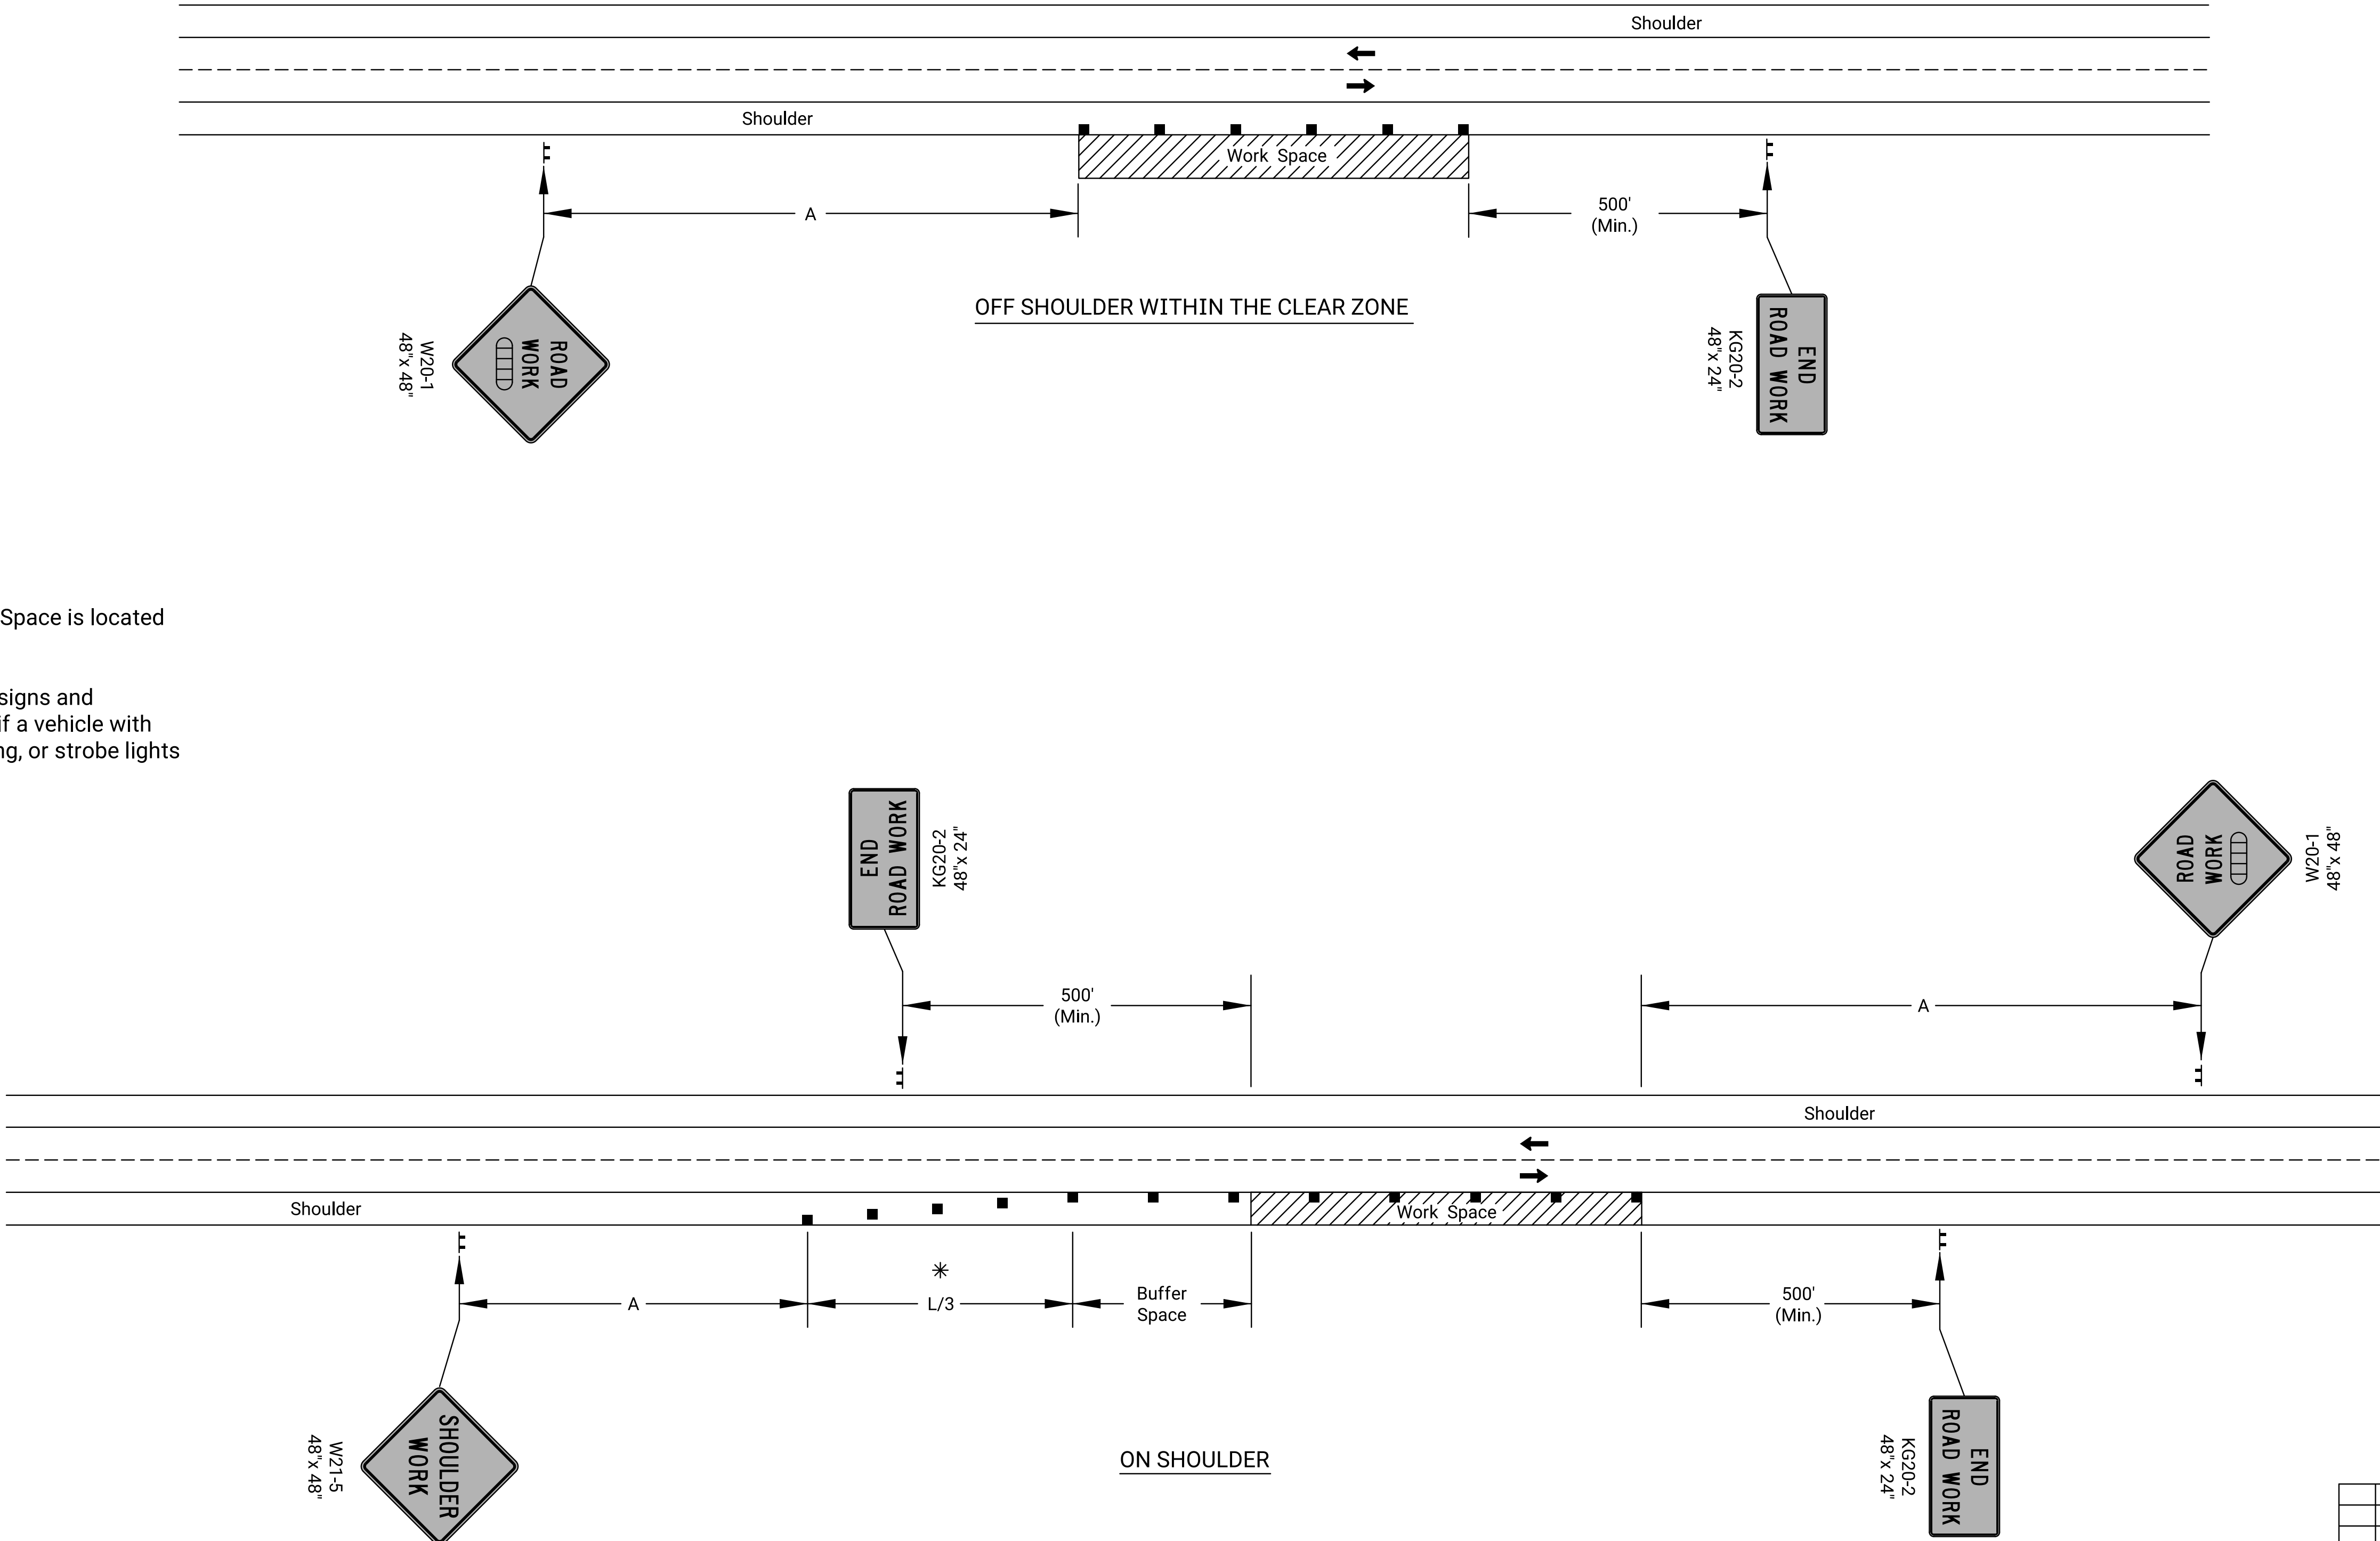 Shoulder
Shoulder
Work Space
A
500'
(Min.)
OFF SHOULDER WITHIN THE CLEAR ZONE
ROAD
WORK
W20-1
48"x 48"
END
ROAD WORK
KG20-2
48"x 24"
Space is located
signs and
if a vehicle with
ng, or strobe lights
END
ROAD WORK
KG20-2
48"x 24"
ROAD
WORK
W20-1
48"x 48"
500'
(Min.)
A
Shoulder
Shoulder
Work Space
A
L/3
Buffer
Space
500'
(Min.)
SHOULDER
WORK
W21-5
48"x 48"
ON SHOULDER
END
ROAD WORK
KG20-2
48"x 24"